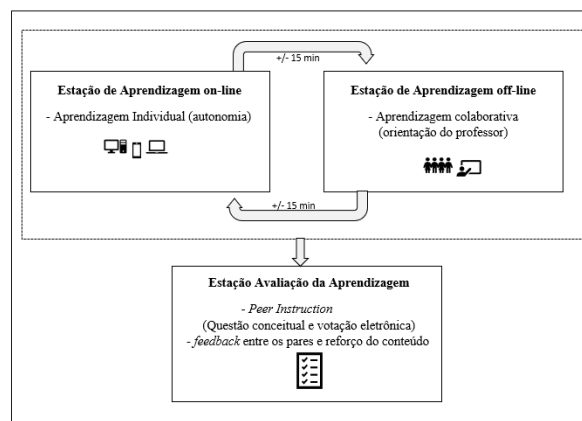 +/- 15 min
Estação de Aprendizagem on-line
- Aprendizagem Individual (autonomia)
Estação de Aprendizagem off-line
- Aprendizagem colaborativa
(orientação do professor)
+/- 15 min
Estação Avaliação da Aprendizagem
- Peer Instruction
(Questão conceitual e votação eletrônica)
- feedback entre os pares e reforço do conteúdo